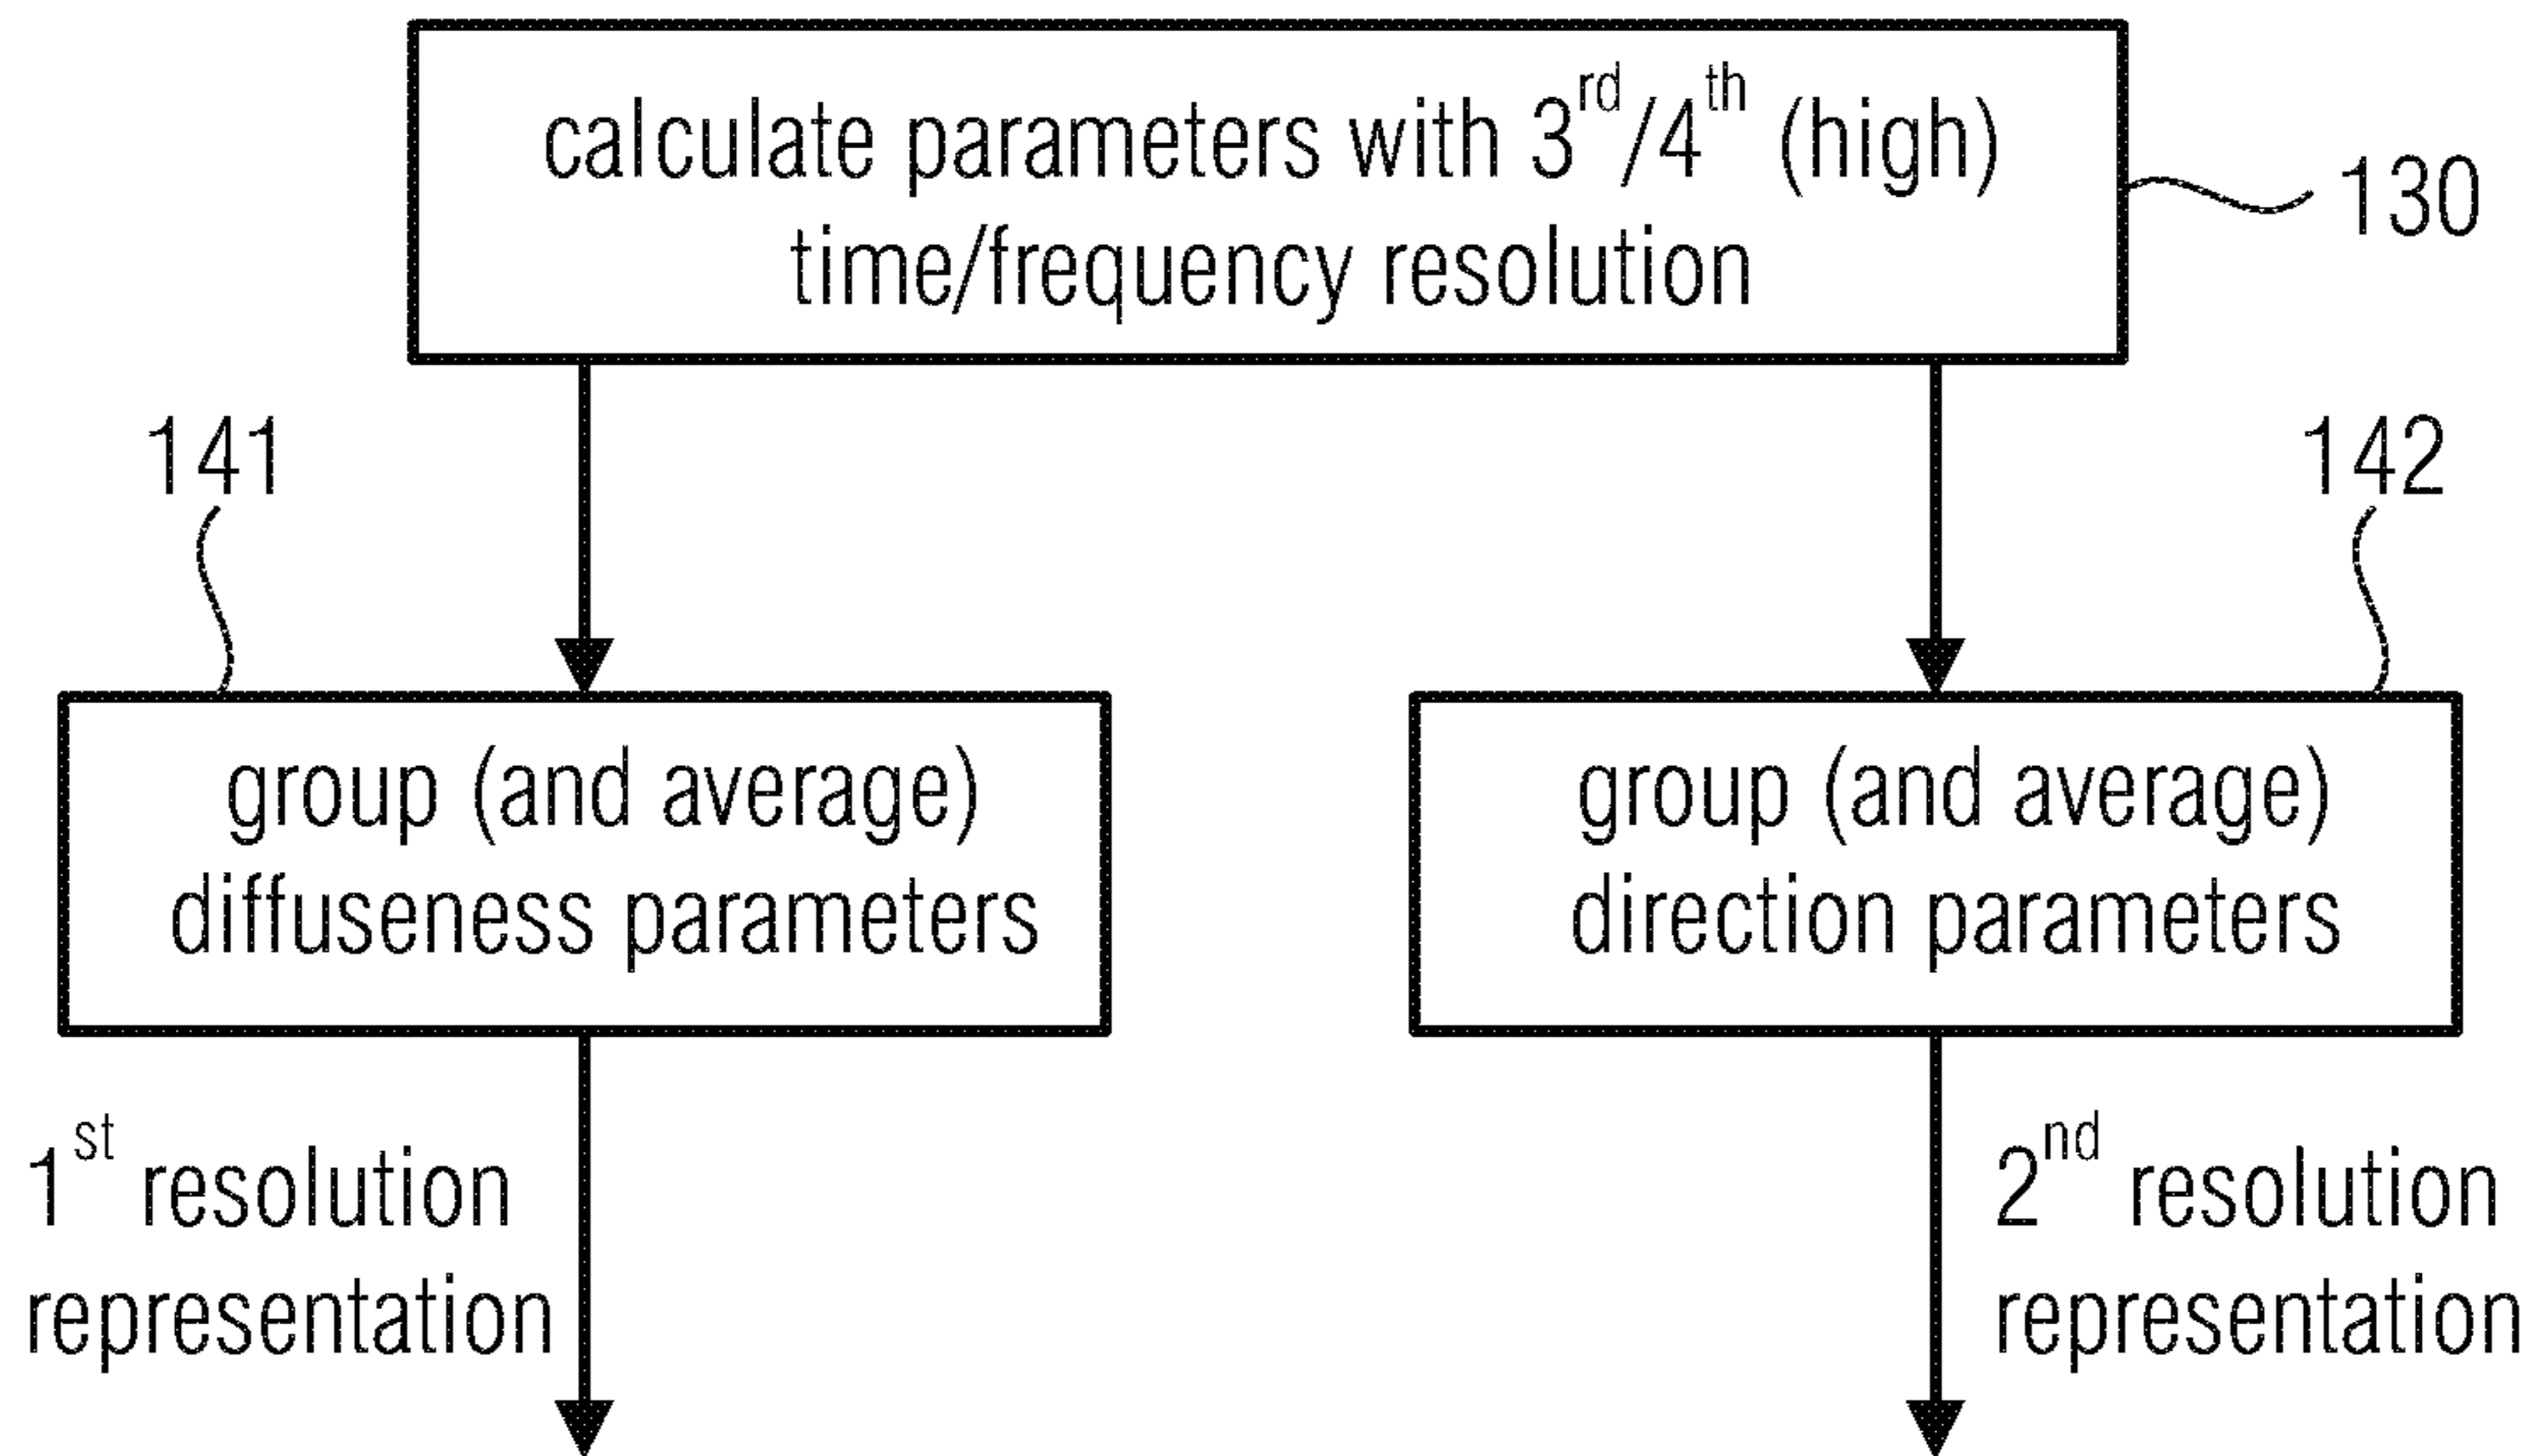 calculate parameters with 3rd/4th (high)
time/frequency resolution
130
141
142
group (and average)
diffuseness parameters
group (and average)
direction parameters
1st resolution
representation
2nd resolution
representation